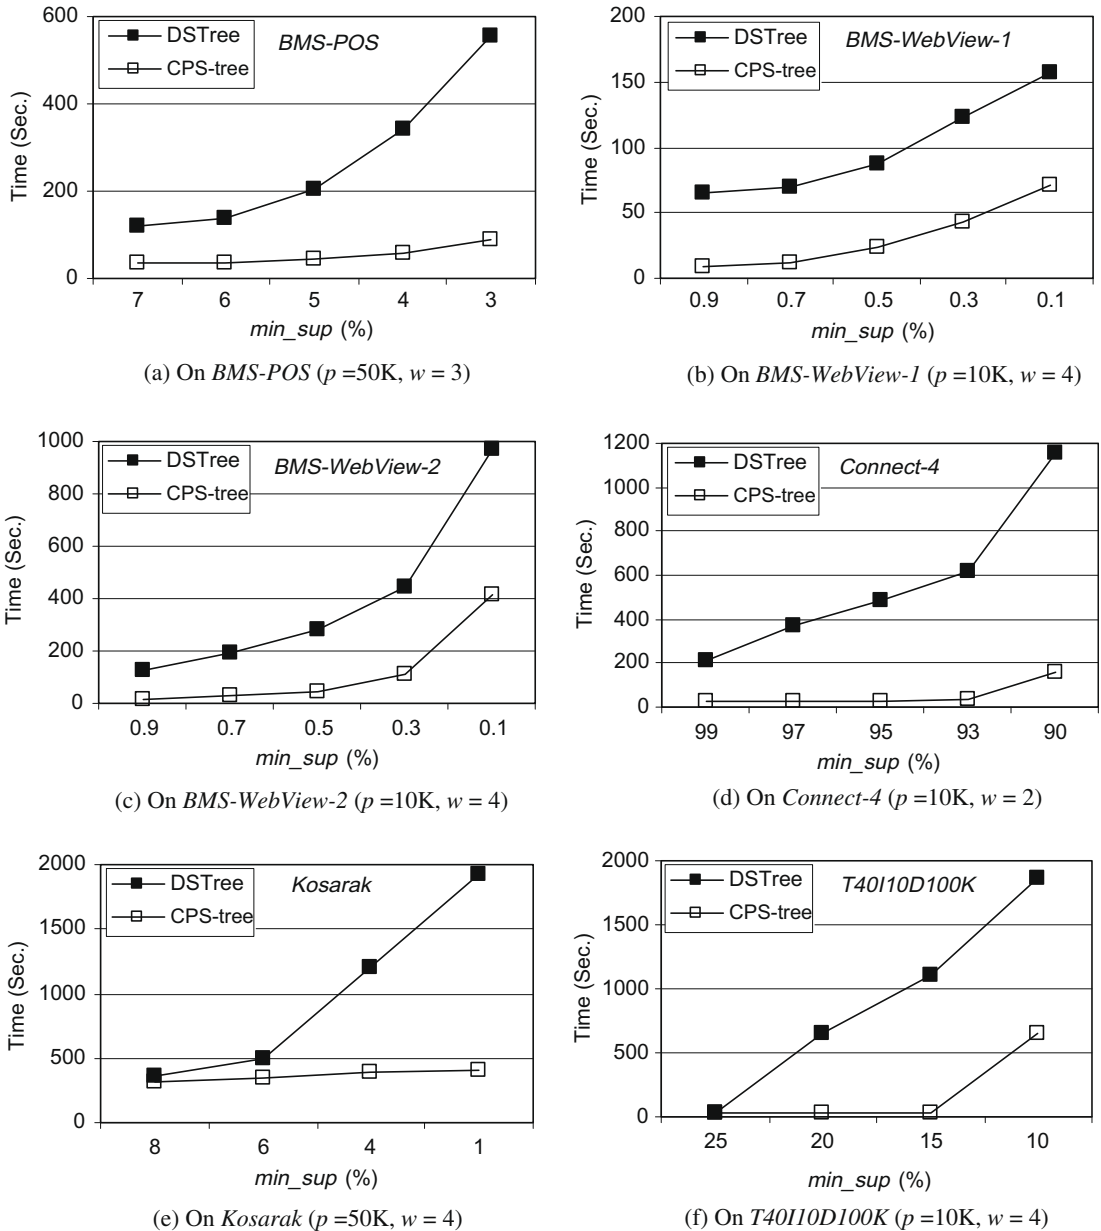 600
400
200
0
Time (Sec.)
DSTree
CPS-tree
BMS-POS
7 6 5 4 3
min_sup (%)
(a) On BMS-POS (p =50K, w = 3)
200
150
100
50
0
Time (Sec.)
DSTree
CPS-tree
BMS-WebView-1
0.9 0.7 0.5 0.3 0.1
min_sup (%)
(b) On BMS-WebView-1 (p =10K, w = 4)
1000
800
600
400
200
0
Time (Sec.)
DSTree
CPS-tree
BMS-WebView-2
0.9 0.7 0.5 0.3 0.1
min_sup (%)
(c) On BMS-WebView-2 (p =10K, w = 4)
1200
1000
800
600
400
200
0
Time (Sec.)
DSTree
CPS-tree
Connect-4
99 97 95 93 90
min_sup (%)
(d) On Connect-4 (p =10K, w = 2)
2000
1500
1000
500
0
Time (Sec.)
DSTree
CPS-tree
Kosarak
8 6 4 1
min_sup (%)
(e) On Kosarak (p =50K, w = 4)
2000
1500
1000
500
0
Time (Sec.)
DSTree
CPS-tree
T40I10D100K
25 20 15 10
min_sup (%)
(f) On T40I10D100K (p =10K, w = 4)